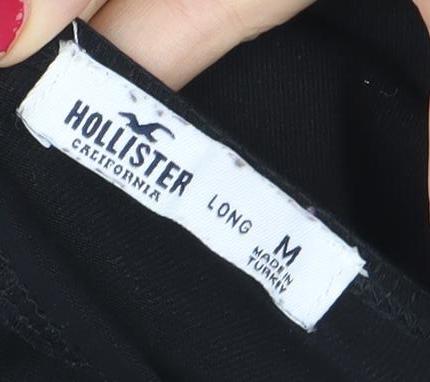 HOLLISTER
CALIFORNIA
LONG
M
MADE IN
TURKEY